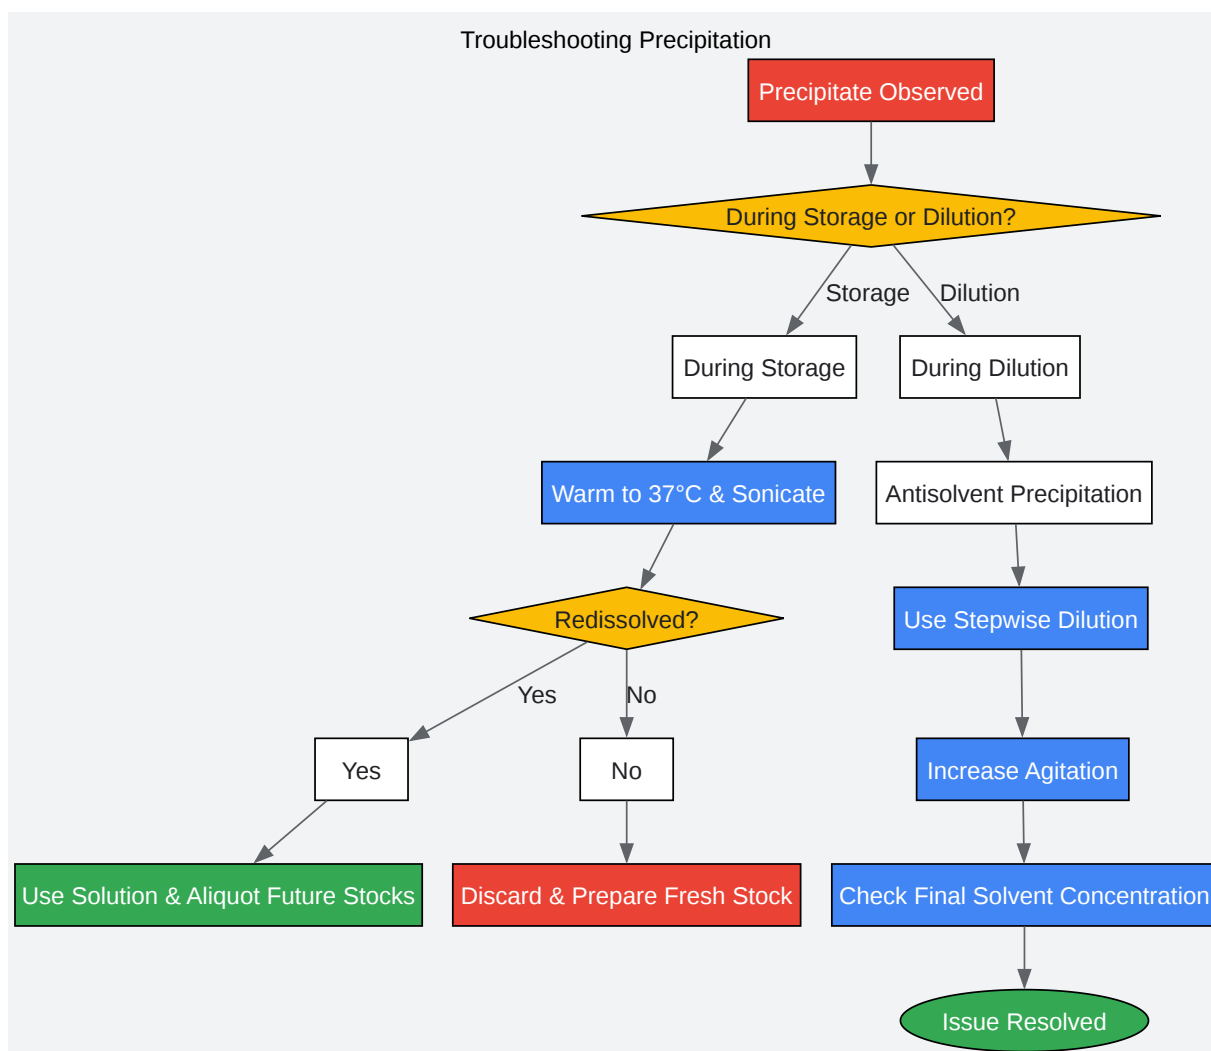 Troubleshooting Precipitation
Precipitate Observed
During Storage or Dilution?
Storage
Dilution
During Storage
During Dilution
Warm to 37°C & Sonicate
Antisolvent Precipitation
Redissolved?
Use Stepwise Dilution
Yes
No
Yes
No
Increase Agitation
Use Solution & Aliquot Future Stocks
Discard & Prepare Fresh Stock
Check Final Solvent Concentration
Issue Resolved